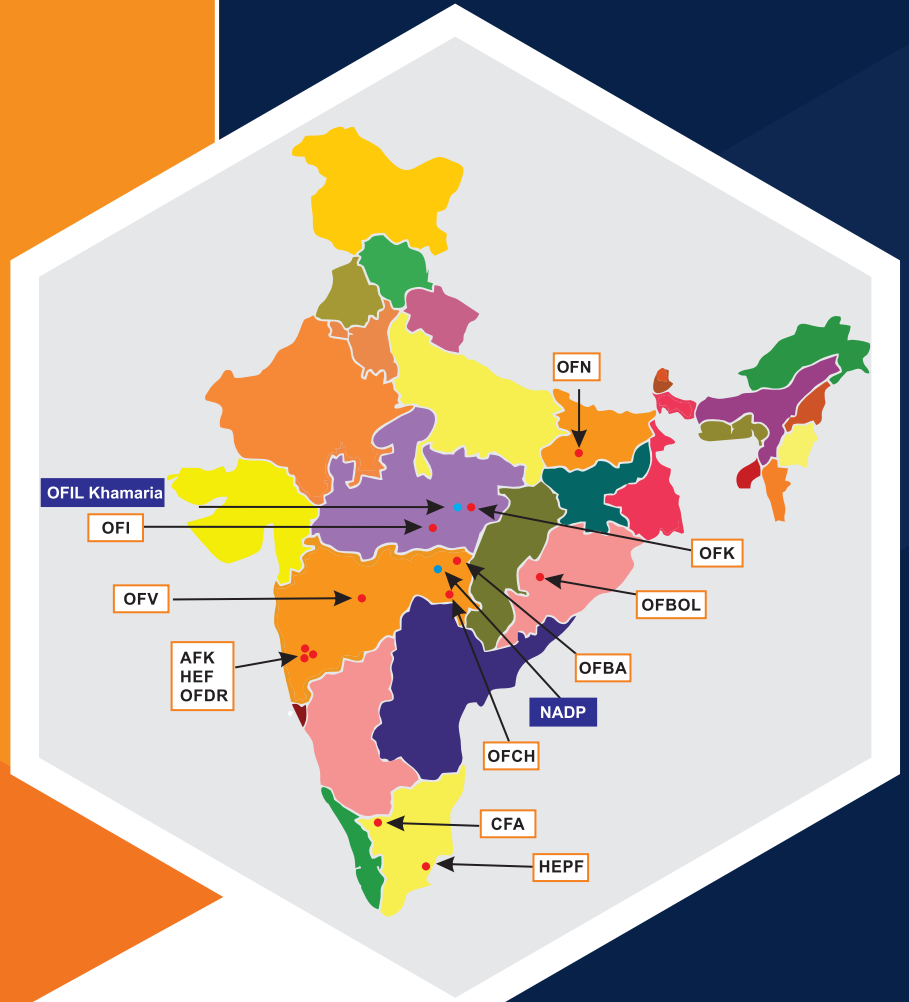 OFN
OFIL Khamaria
OFI
OFK
OFV
OFBOL
AFK
HEF
OFDR
OFBA
NADP
OFCH
CFA
HEPF